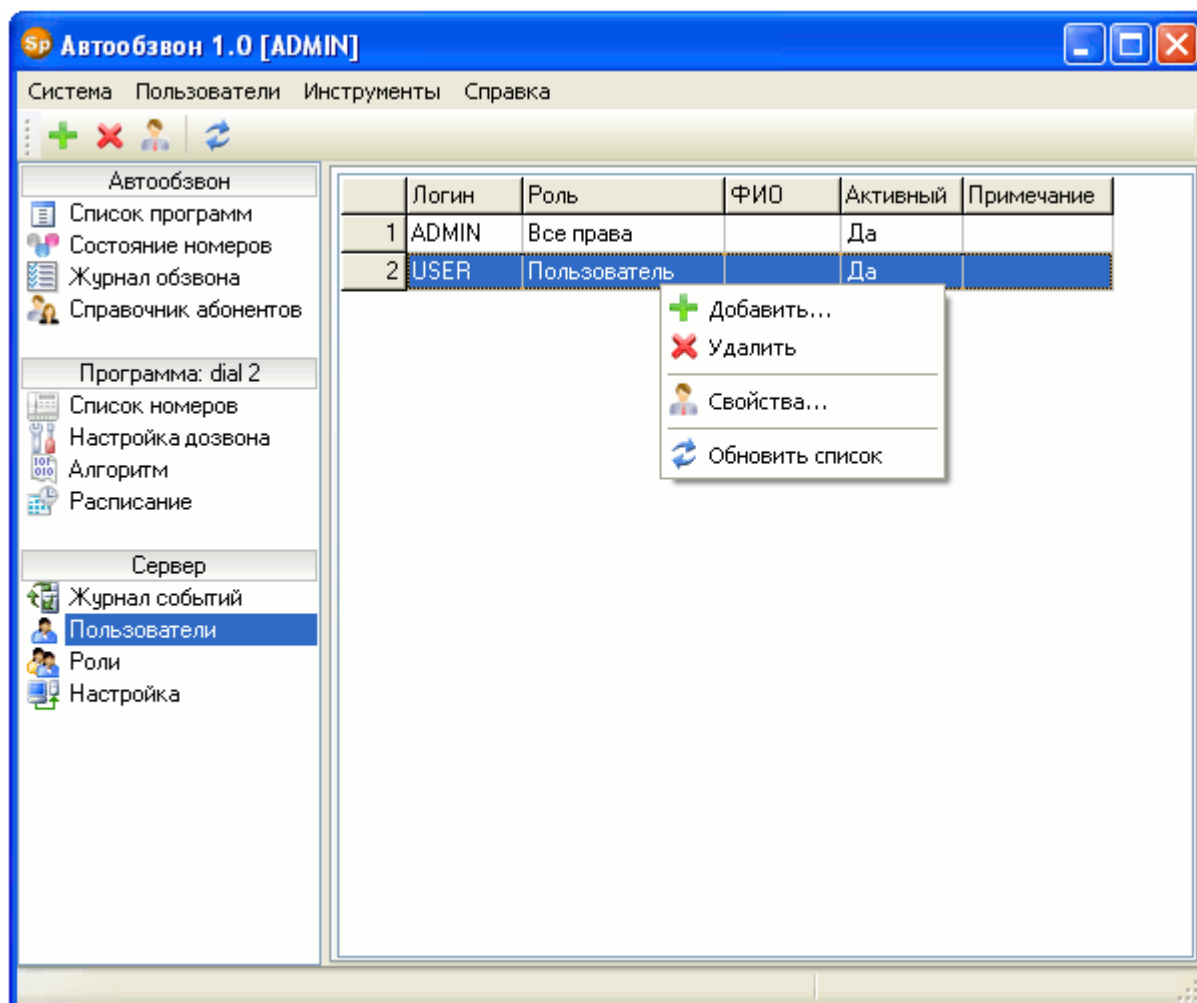 Sp Автообзвон 1.0 [ADMIN]
Система Пользователи Инструменты Справка
Автообзвон
Список программ
Состояние номеров
Журнал обзвона
Справочник абонентов
Программа: dial 2
Список номеров
Настройка дозвона
Алгоритм
Расписание
Сервер
Журнал событий
Пользователи
Роли
Настройка
Логин Роль ФИО Активный Примечание
1 ADMIN Все права Да
2 USER Пользователь Да
Добавить...
Удалить
Свойства...
Обновить список